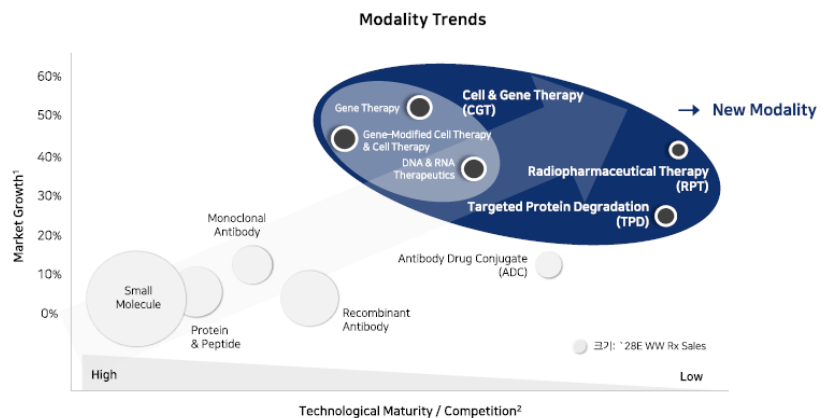 Modality Trends
Market Growth¹
60%
50%
40%
30%
20%
10%
0%
Gene Therapy
Cell & Gene Therapy
(CGT)
Gene-Modified Cell Therapy
& Cell Therapy
DNA & RNA
Therapeutics
→ New Modality
Radiopharmaceutical Therapy
(RPT)
Targeted Protein Degradation
(TPD)
Monoclonal
Antibody
Antibody Drug Conjugate
(ADC)
Small
Molecule
Protein
& Peptide
Recombinant
Antibody
크기: `28E WW Rx Sales
High
Low
Technological Maturity / Competition²